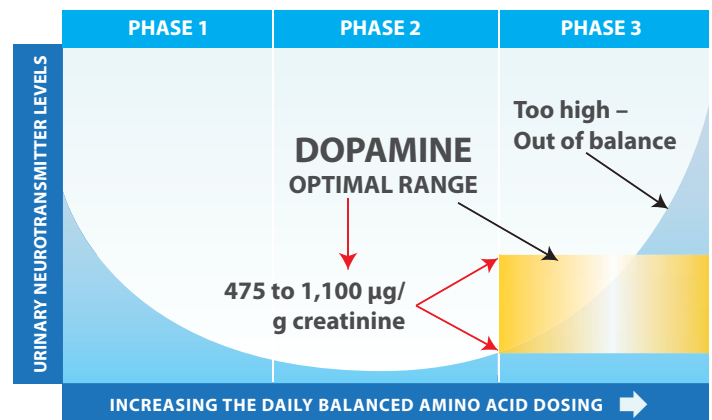 PHASE 1
PHASE 2
PHASE 3
URINARY NEUROTRANSMITTER LEVELS
Too high –
Out of balance
DOPAMINE
OPTIMAL RANGE
475 to 1,100 µg/
g creatinine
INCREASING THE DAILY BALANCED AMINO ACID DOSING